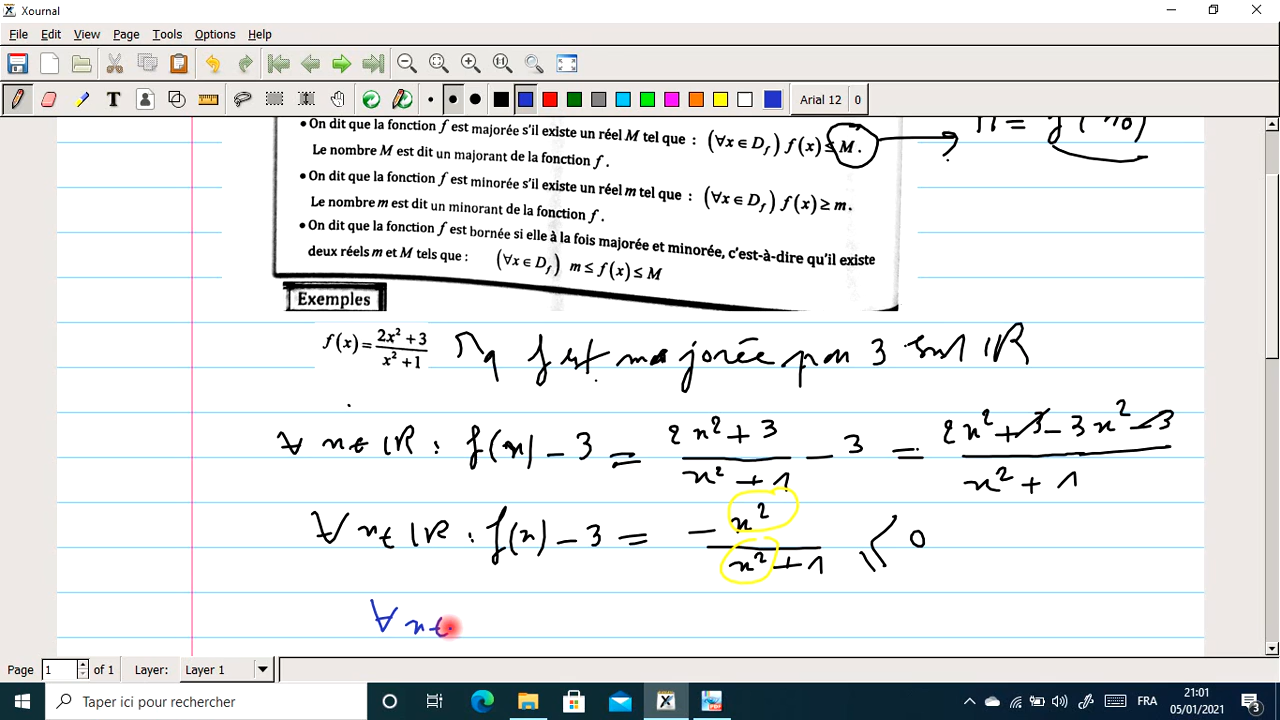 Xournal
File Edit View Page Tools Options Help
Arial 12 0
M = f(x0)
• On dit que la fonction f est majorée s'il existe un réel M tel que : (∀x ∈ Df) f(x) ≤ M.
Le nombre M est dit un majorant de la fonction f.
• On dit que la fonction f est minorée s'il existe un réel m tel que : (∀x ∈ Df) f(x) ≥ m.
Le nombre m est dit un minorant de la fonction f.
• On dit que la fonction f est bornée si elle à la fois majorée et minorée, c'est-à-dire qu'il existe
deux réels m et M tels que : (∀x ∈ Df) m ≤ f(x) ≤ M
Exemples
f(x) = (2x² + 3)/(x² + 1) Mq f est majorée par 3 sur IR
∀ x ∈ IR : f(x) - 3 = (2x² + 3)/(x² + 1) - 3 = (2x² + 3 - 3x² - 3)/(x² + 1)
∀ x ∈ IR : f(x) - 3 = -x²/(x² + 1) ≤ 0
∀ x ∈
Page 1 of 1 Layer: Layer 1
Taper ici pour rechercher
FRA
21:01
05/01/2021
3